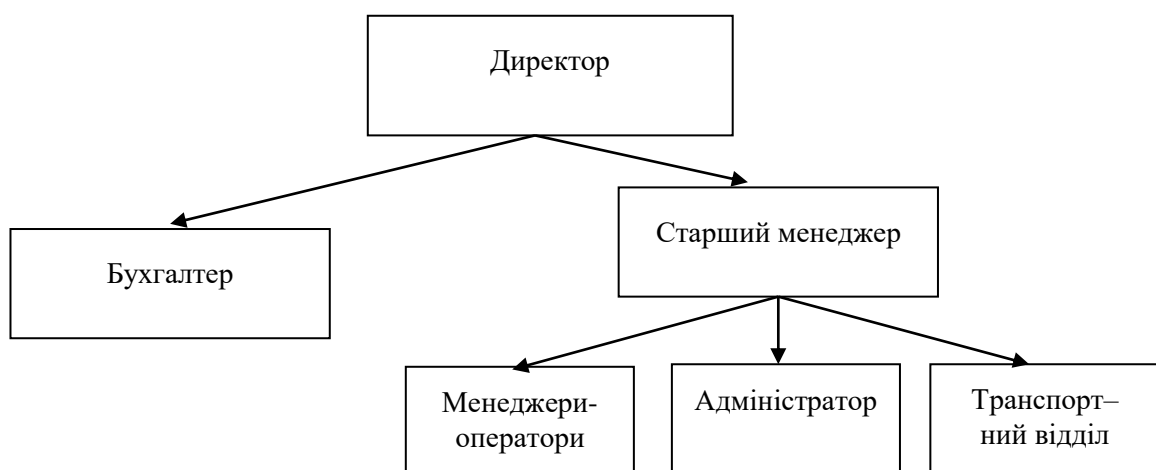 Директор
Старший менеджер
Бухгалтер
Менеджери-
оператори
Адміністратор
Транспорт–
ний відділ